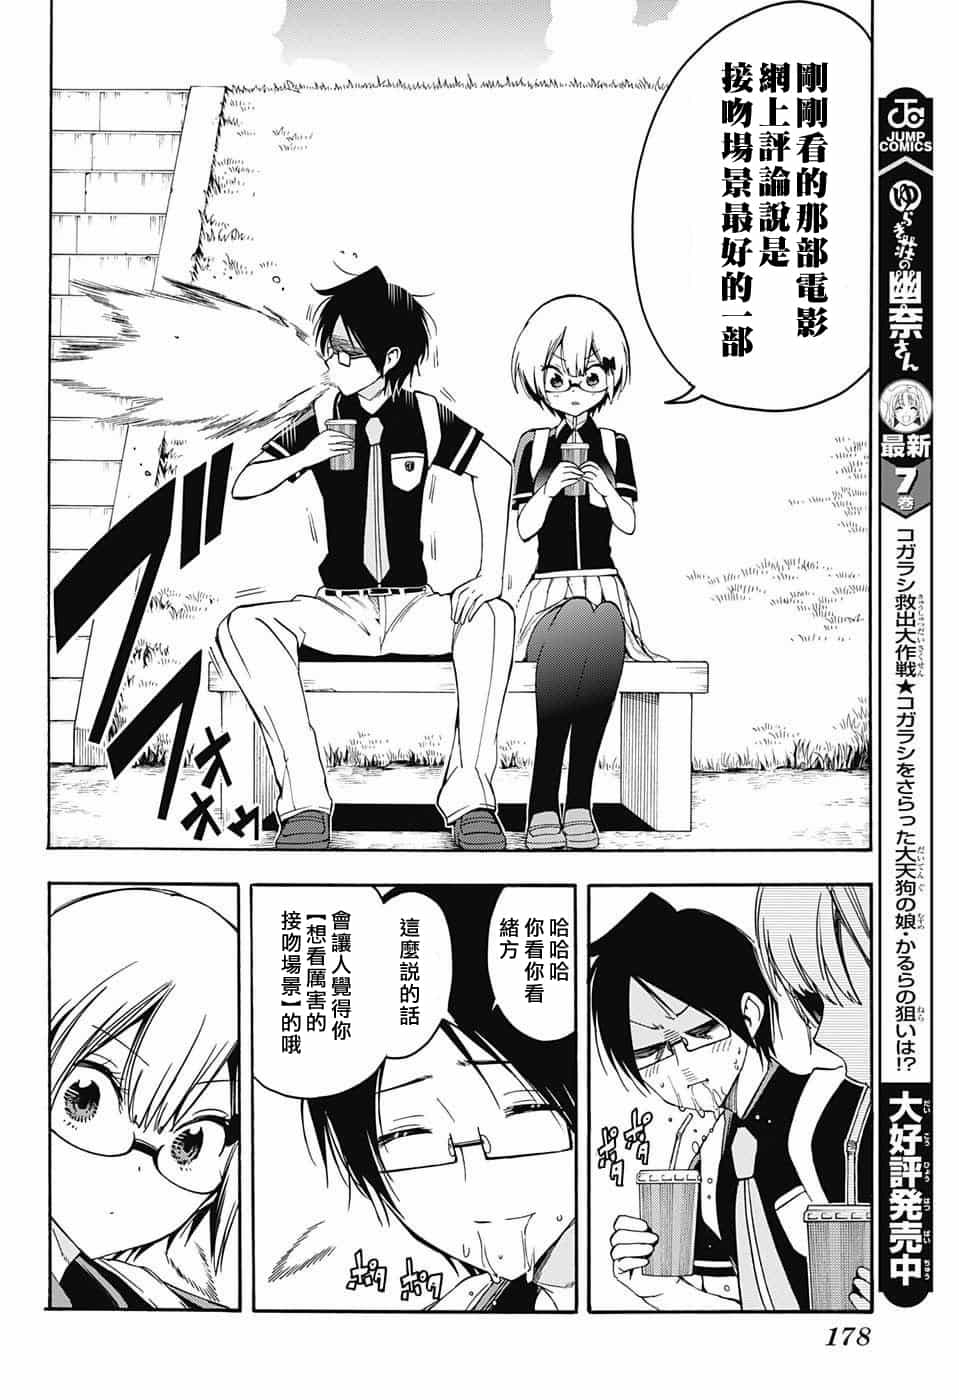 剛剛看的那部電影
網上評論說是
接吻場景最好的一部
ブオオオゥ
哈哈哈
你看你看
緒方
ポタ
ポタ
這麼説的話
會讓人覺得你
【想看厲害的
接吻場景】的哦
ポタ
ポタ
JUMP
COMICS
ゆらぎ荘の幽奈さん
最新
7
巻
コガラシ救出大作戦★コガラシをさらった大天狗の娘・かるらの狙いは!?
大好評発売中
178